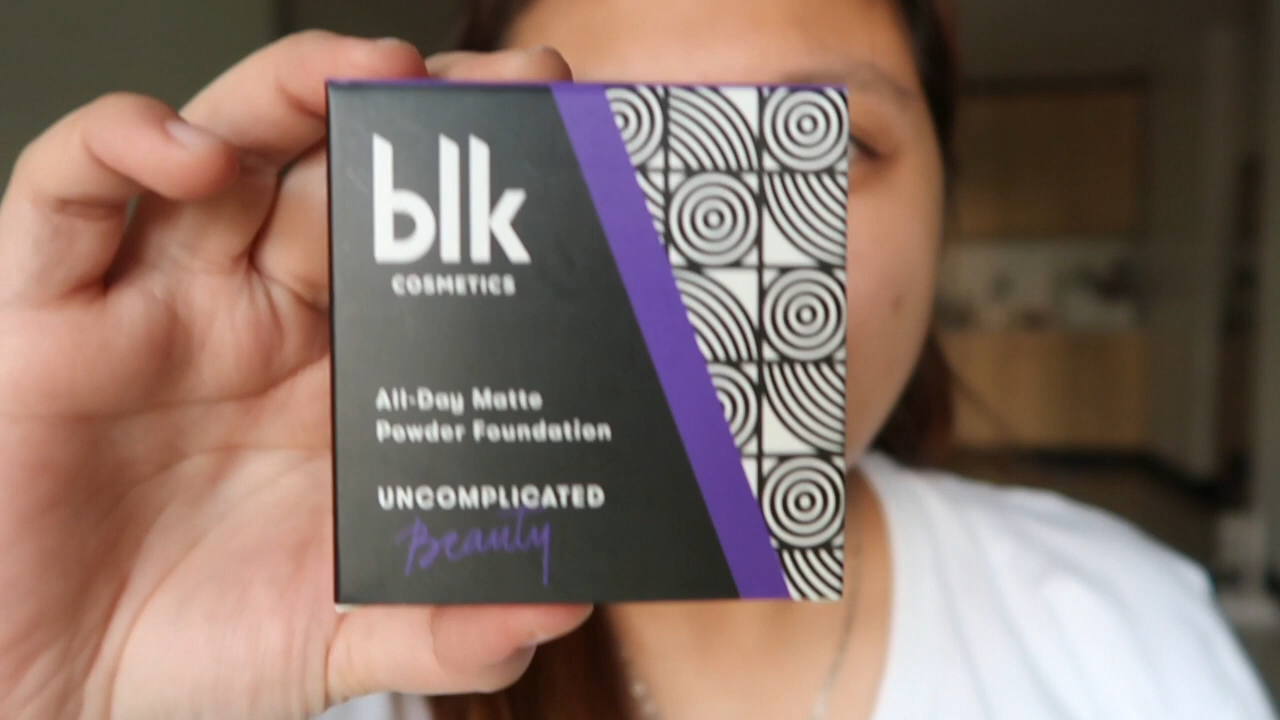 blk
COSMETICS
All-Day Matte
Powder Foundation
UNCOMPLICATED
Beauty